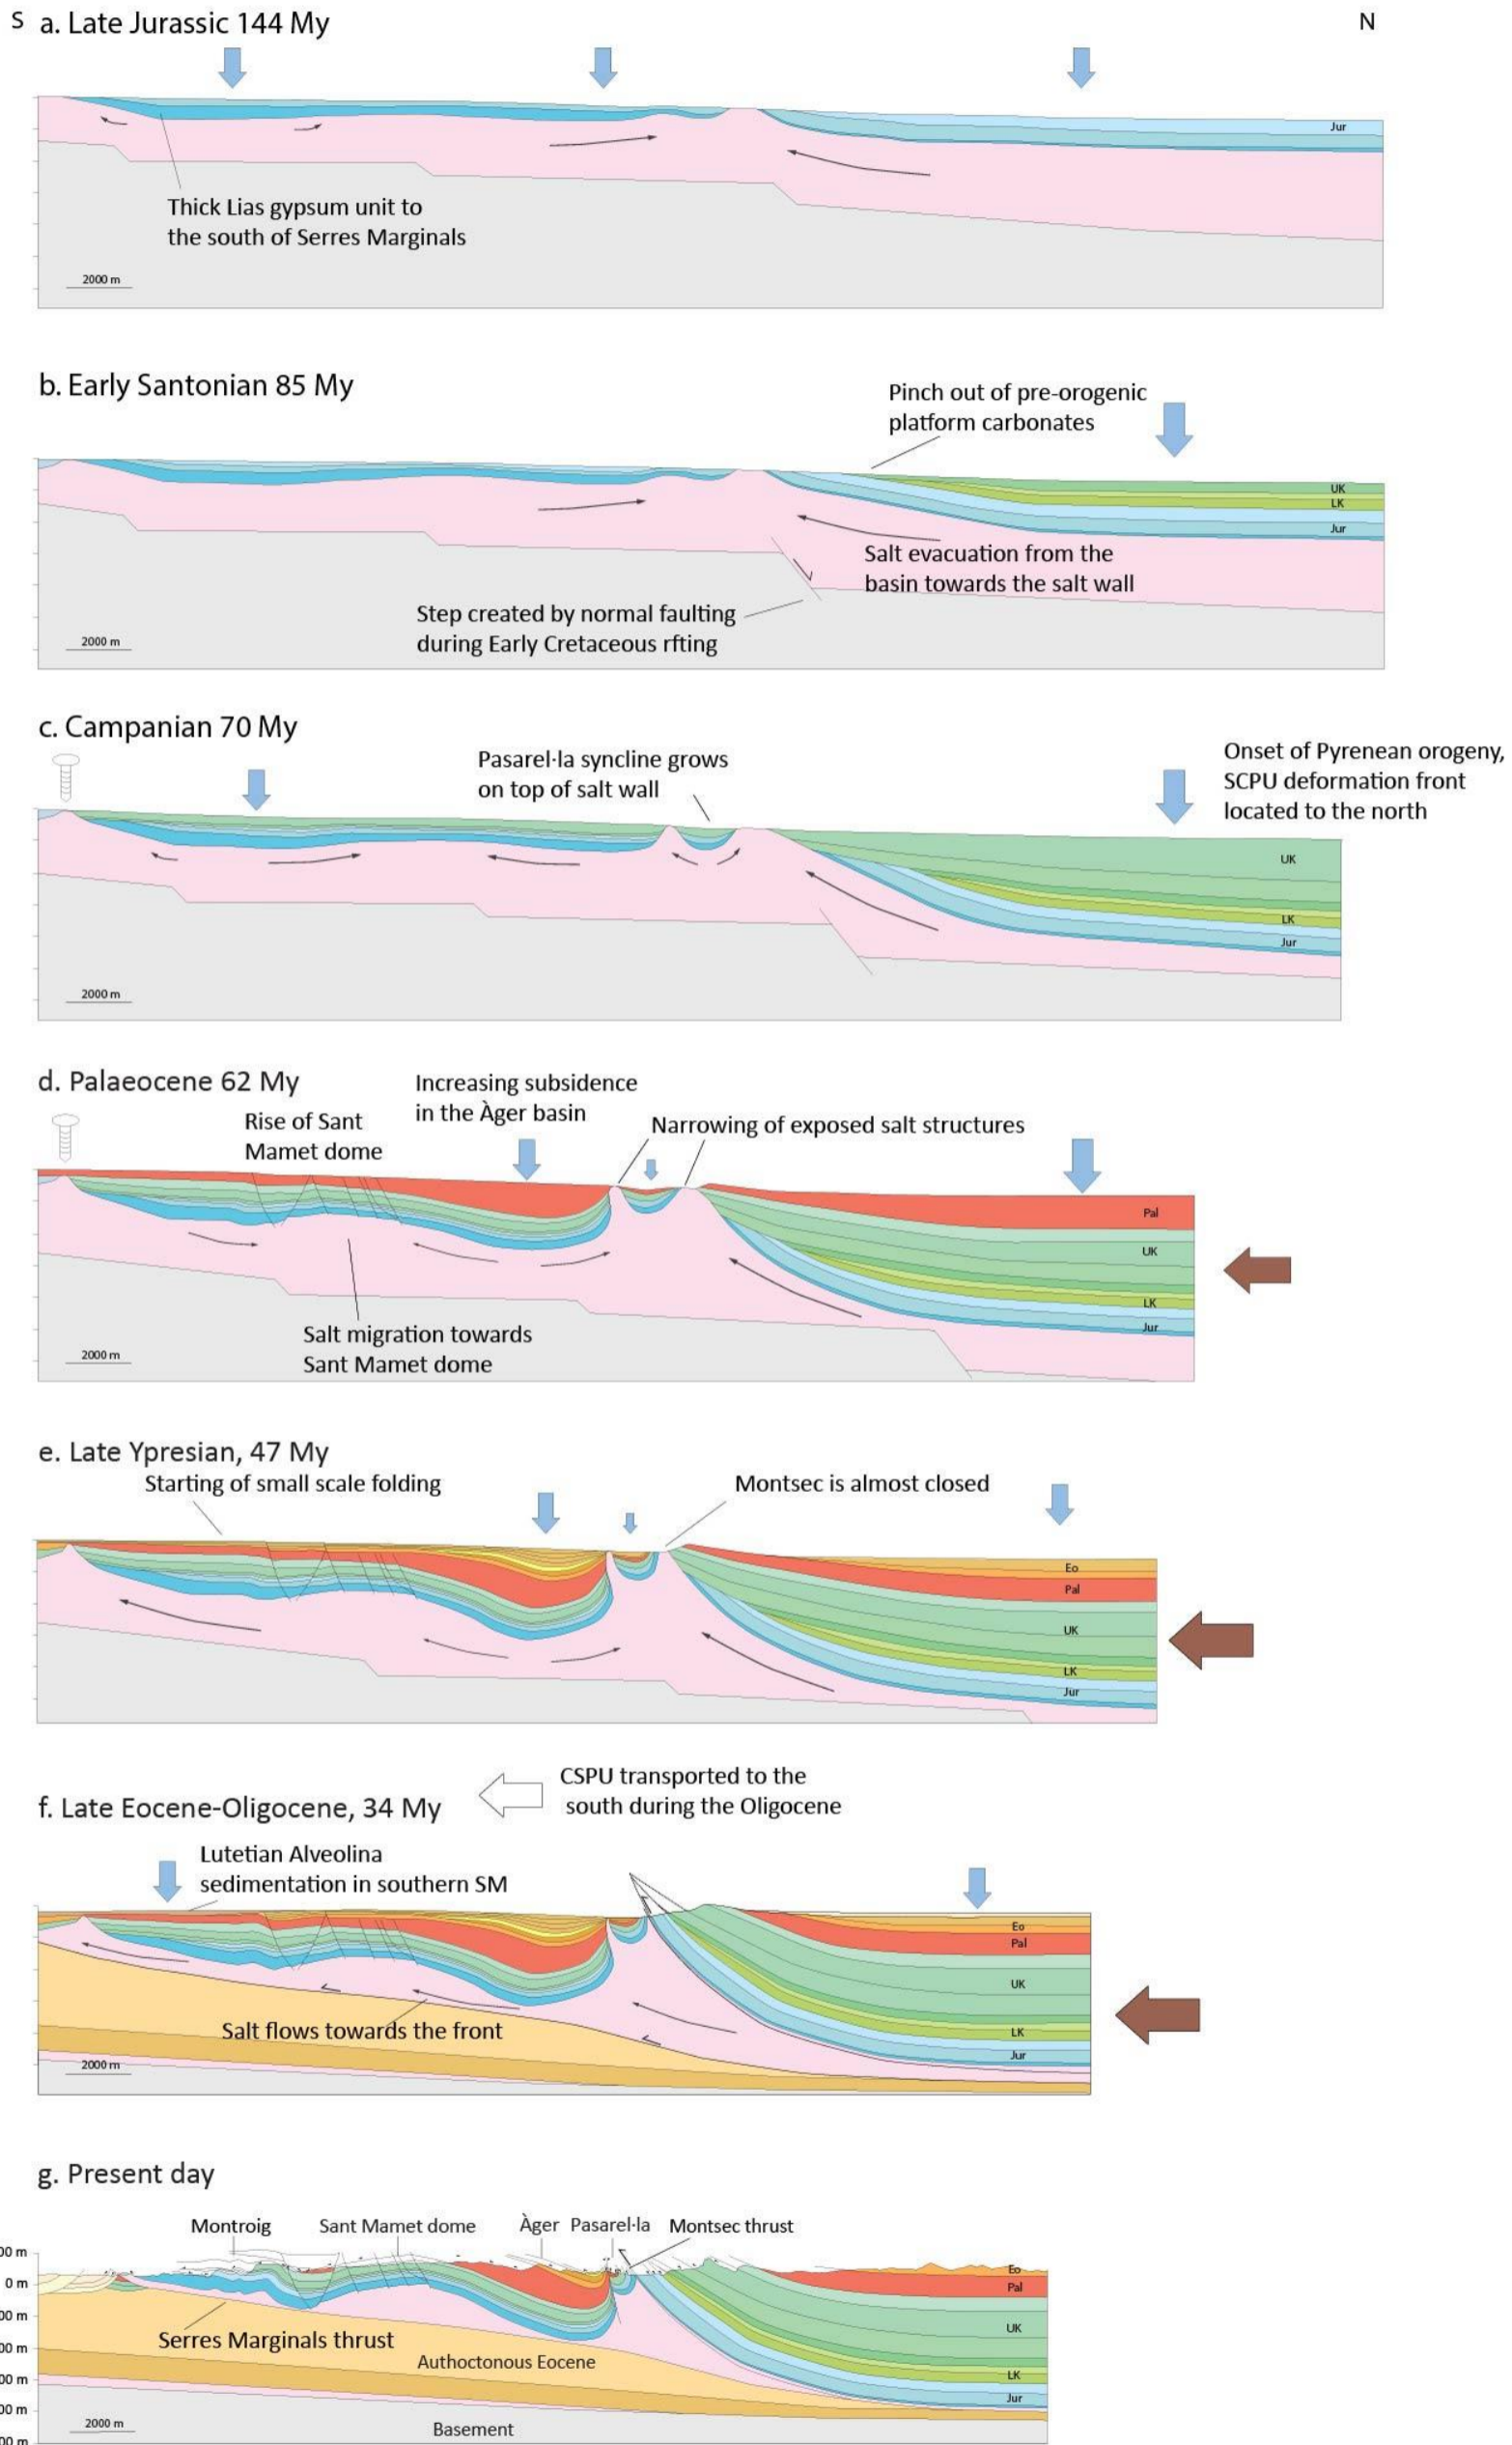 S a. Late Jurassic 144 My N
Jur
Thick Lias gypsum unit to
the south of Serres Marginals
2000 m
b. Early Santonian 85 My
Pinch out of pre-orogenic
platform carbonates
UK
LK
Jur
Salt evacuation from the
basin towards the salt wall
Step created by normal faulting
during Early Cretaceous rfting
2000 m
c. Campanian 70 My
Pasarel·la syncline grows
on top of salt wall
Onset of Pyrenean orogeny,
SCPU deformation front
located to the north
UK
LK
Jur
2000 m
d. Palaeocene 62 My
Increasing subsidence
in the Àger basin
Rise of Sant
Mamet dome
Narrowing of exposed salt structures
Pal
UK
LK
Jur
Salt migration towards
Sant Mamet dome
2000 m
e. Late Ypresian, 47 My
Starting of small scale folding
Montsec is almost closed
Eo
Pal
UK
LK
Jur
CSPU transported to the
south during the Oligocene
f. Late Eocene-Oligocene, 34 My
Lutetian Alveolina
sedimentation in southern SM
Eo
Pal
UK
LK
Jur
Salt flows towards the front
2000 m
g. Present day
Montroig Sant Mamet dome Àger Pasarel·la Montsec thrust
00 m
0 m
00 m
00 m
00 m
00 m
00 m
Eo
Pal
UK
LK
Jur
Serres Marginals thrust
Authoctonous Eocene
2000 m
Basement